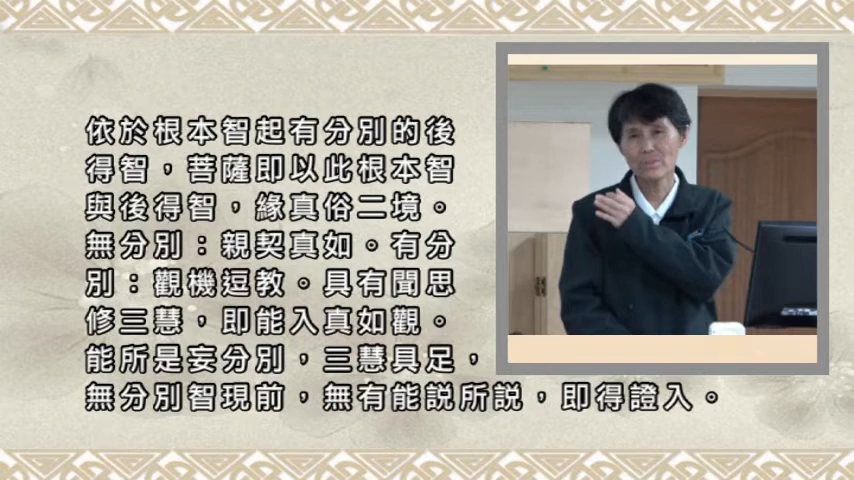 依於根本智起有分別的後
得智，菩薩即以此根本智
與後得智，緣真俗二境。
無分別：親契真如。有分
別：觀機逗教。具有聞思
修三慧，即能入真如觀。
能所是妄分別，三慧具足，
無分別智現前，無有能說所說，即得證入。